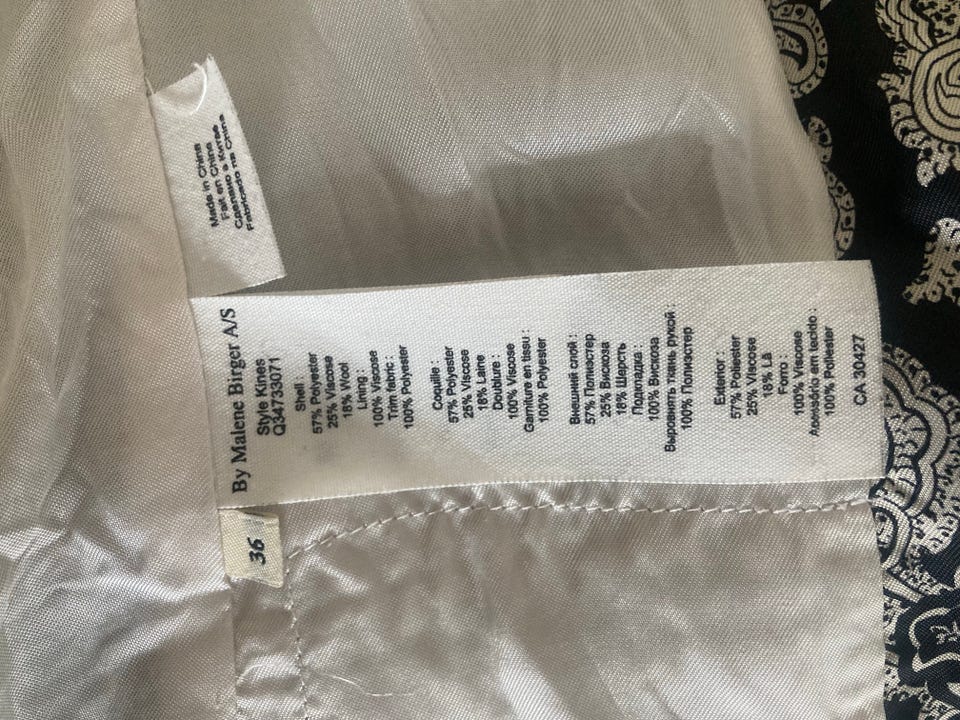 Made in China
Fait en Chine
Сделано в Китае
Fabricado na China
By Malene Birger A/S
Style Kines
Q34733071
Shell :
57% Polyester
25% Viscose
18% Wool
Lining :
100% Viscose
Trim fabric :
100% Polyester
Coquille :
57% Polyester
25% Viscose
18% Laine
Doublure :
100% Viscose
Garniture en tissu :
100% Polyester
Внешний слой :
57% Полиэстер
25% Вискоза
18% Шерсть
Подкладка :
100% Вискоза
Выровнять ткань рукой :
100% Полиэстер
Exterior :
57% Poliester
25% Viscose
18% Lã
Forro :
100% Viscose
Acessório em tecido :
100% Poliester
CA 30427
36